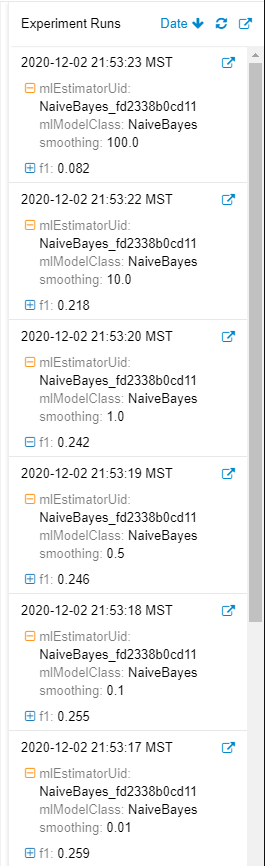 Experiment Runs Date
2020-12-02 21:53:23 MST
mlEstimatorUid:
NaiveBayes_fd2338b0cd11
mlModelClass: NaiveBayes
smoothing: 100.0
f1: 0.082
2020-12-02 21:53:22 MST
mlEstimatorUid:
NaiveBayes_fd2338b0cd11
mlModelClass: NaiveBayes
smoothing: 10.0
f1: 0.218
2020-12-02 21:53:20 MST
mlEstimatorUid:
NaiveBayes_fd2338b0cd11
mlModelClass: NaiveBayes
smoothing: 1.0
f1: 0.242
2020-12-02 21:53:19 MST
mlEstimatorUid:
NaiveBayes_fd2338b0cd11
mlModelClass: NaiveBayes
smoothing: 0.5
f1: 0.246
2020-12-02 21:53:18 MST
mlEstimatorUid:
NaiveBayes_fd2338b0cd11
mlModelClass: NaiveBayes
smoothing: 0.1
f1: 0.255
2020-12-02 21:53:17 MST
mlEstimatorUid:
NaiveBayes_fd2338b0cd11
mlModelClass: NaiveBayes
smoothing: 0.01
f1: 0.259